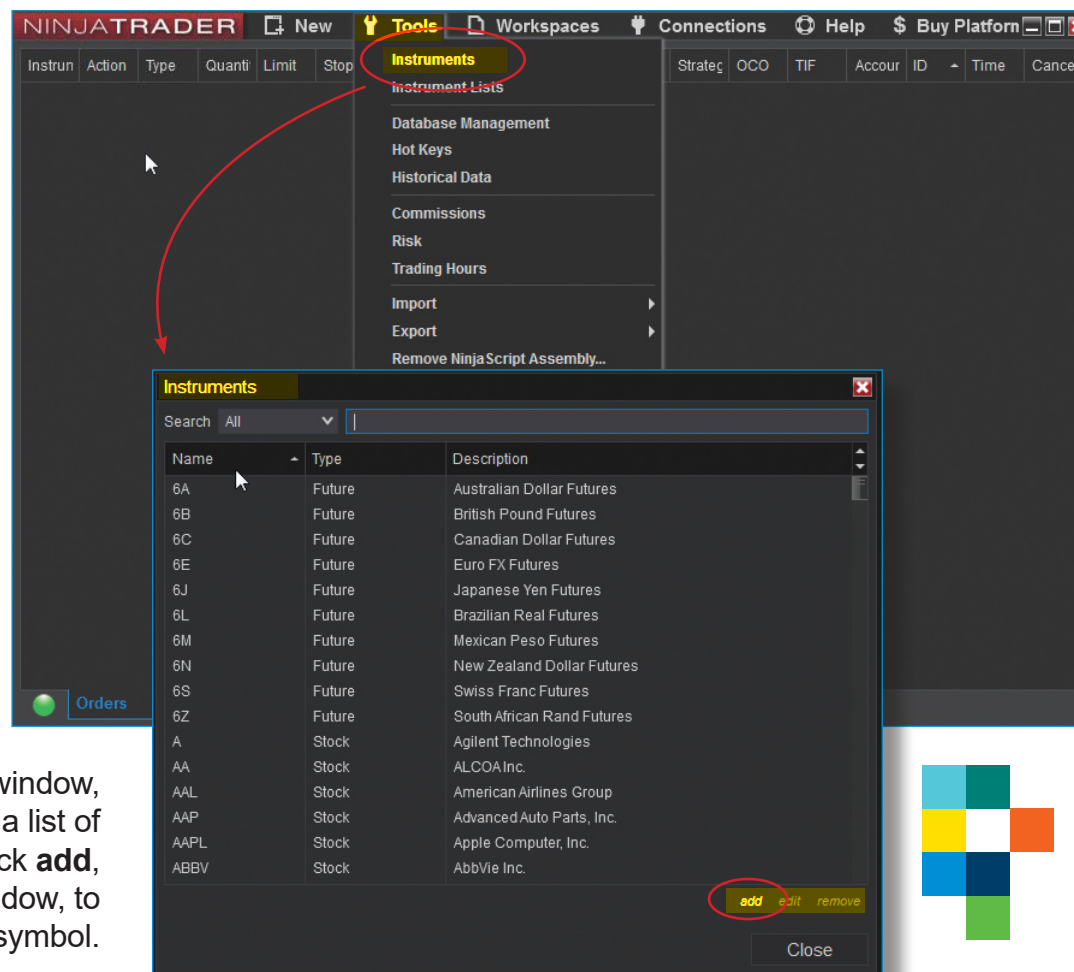 NINJATRADER New Tools Workspaces Connections Help $ Buy Platforn
Instrun Action Type Quanti Limit Stop Strateg OCO TIF Accour ID Time Cance
Instruments
Instrument Lists
Database Management
Hot Keys
Historical Data
Commissions
Risk
Trading Hours
Import
Export
Remove NinjaScript Assembly...
Instruments
Search All
Name Type Description
6A Future Australian Dollar Futures
6B Future British Pound Futures
6C Future Canadian Dollar Futures
6E Future Euro FX Futures
6J Future Japanese Yen Futures
6L Future Brazilian Real Futures
6M Future Mexican Peso Futures
6N Future New Zealand Dollar Futures
6S Future Swiss Franc Futures
6Z Future South African Rand Futures
A Stock Agilent Technologies
AA Stock ALCOA Inc.
AAL Stock American Airlines Group
AAP Stock Advanced Auto Parts, Inc.
AAPL Stock Apple Computer, Inc.
ABBV Stock AbbVie Inc.
add edit remove
Close
Orders
window,
a list of
ck add,
dow, to
symbol.